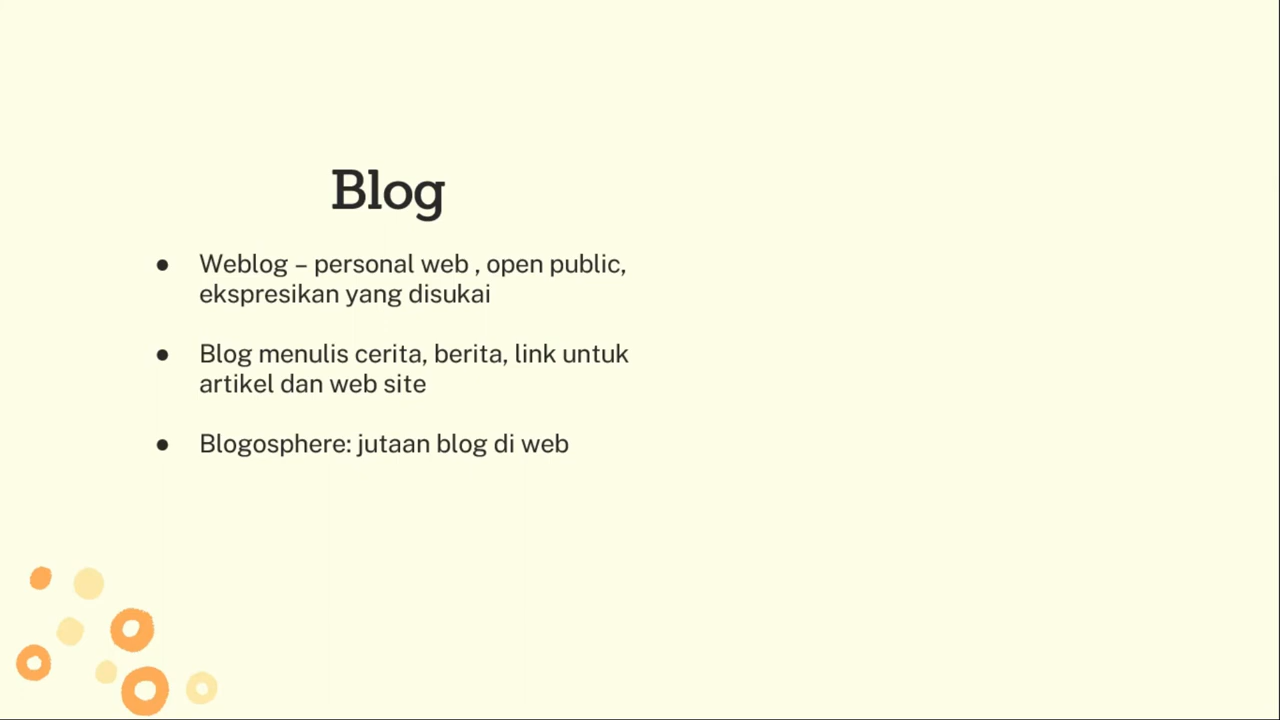 Blog
● Weblog – personal web , open public,
ekspresikan yang disukai
● Blog menulis cerita, berita, link untuk
artikel dan web site
● Blogosphere: jutaan blog di web